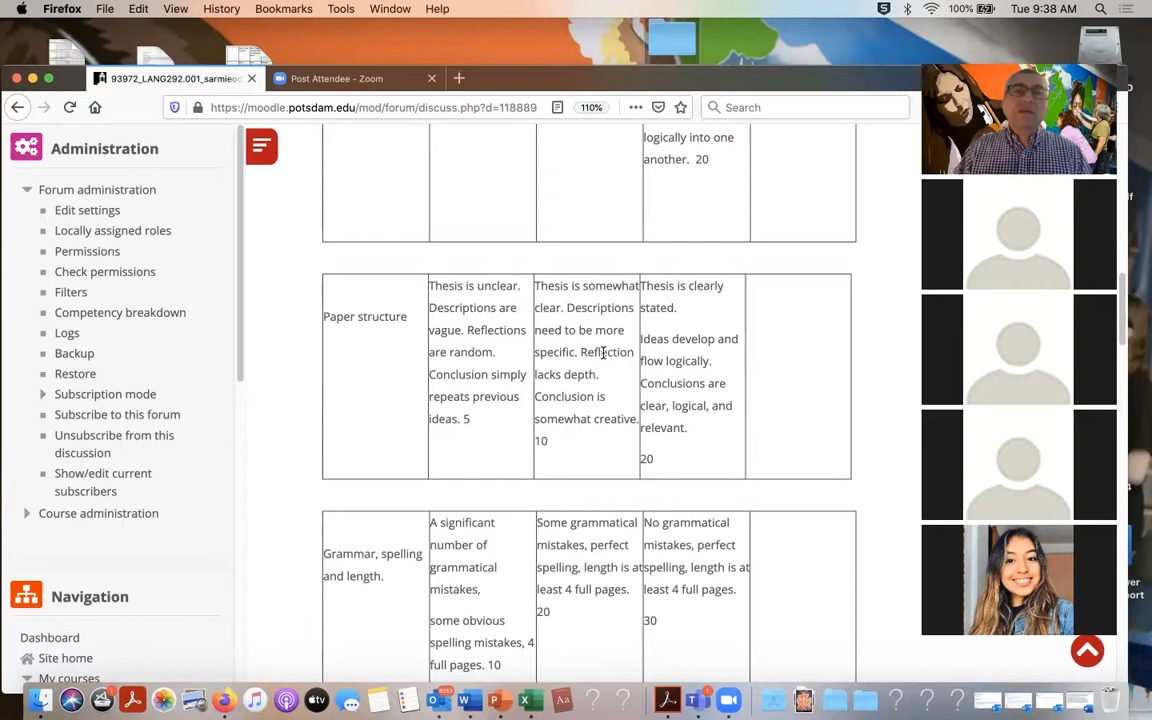 Firefox File Edit View History Bookmarks Tools Window Help
100% Tue 9:38 AM
93972_LANG292.001_sarmieod
Post Attendee - Zoom
https://moodle.potsdam.edu/mod/forum/discuss.php?d=118889
110%
Search
Administration
Forum administration
Edit settings
Locally assigned roles
Permissions
Check permissions
Filters
Competency breakdown
Logs
Backup
Restore
Subscription mode
Subscribe to this forum
Unsubscribe from this
discussion
Show/edit current
subscribers
Course administration
Navigation
Dashboard
Site home
My courses
logically into one
another. 20
Paper structure
Thesis is unclear.
Descriptions are
vague. Reflections
are random.
Conclusion simply
repeats previous
ideas. 5
Thesis is somewhat
clear. Descriptions
need to be more
specific. Reflection
lacks depth.
Conclusion is
somewhat creative.
10
Thesis is clearly
stated.
Ideas develop and
flow logically.
Conclusions are
clear, logical, and
relevant.
20
Grammar, spelling
and length.
A significant
number of
grammatical
mistakes,
some obvious
spelling mistakes, 4
full pages. 10
Some grammatical
mistakes, perfect
spelling, length is at
least 4 full pages.
20
No grammatical
mistakes, perfect
spelling, length is at
least 4 full pages.
30